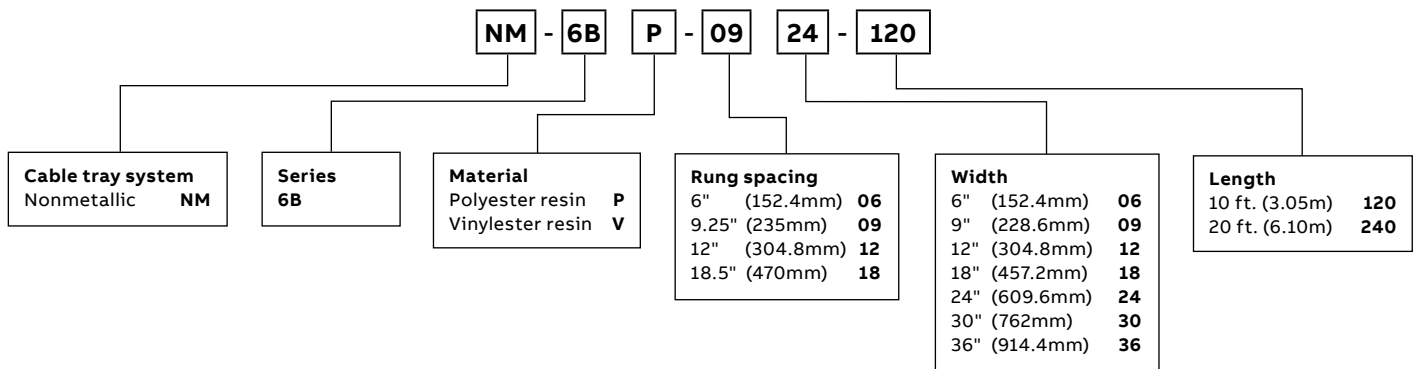 NM - 6B P - 09 24 - 120
Cable tray system
Nonmetallic NM
Series
6B
Material
Polyester resin P
Vinylester resin V
Rung spacing
6" (152.4mm) 06
9.25" (235mm) 09
12" (304.8mm) 12
18.5" (470mm) 18
Width
6" (152.4mm) 06
9" (228.6mm) 09
12" (304.8mm) 12
18" (457.2mm) 18
24" (609.6mm) 24
30" (762mm) 30
36" (914.4mm) 36
Length
10 ft. (3.05m) 120
20 ft. (6.10m) 240